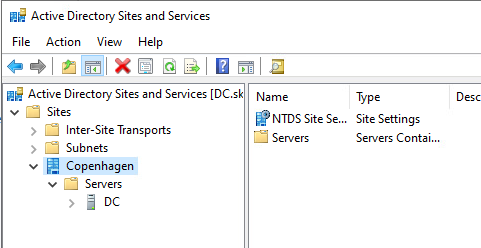 Active Directory Sites and Services
File Action View Help
Active Directory Sites and Services [DC.sk
Sites
Inter-Site Transports
Subnets
Copenhagen
Servers
DC
Name Type Desc
NTDS Site Se... Site Settings
Servers Servers Contai...